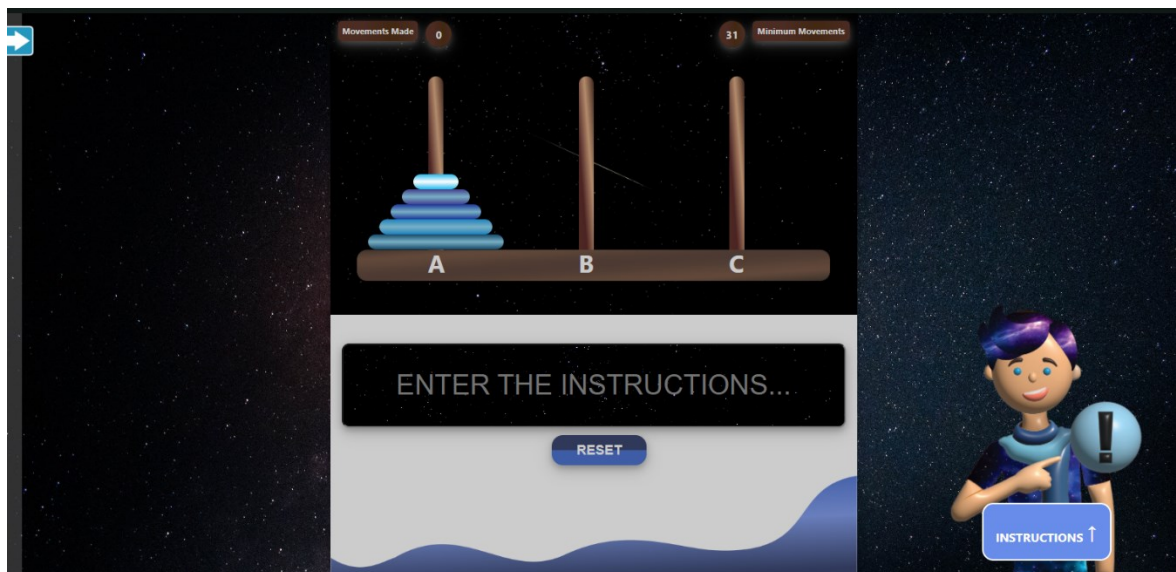 Movements Made
0
31
Minimum Movements
A
B
C
ENTER THE INSTRUCTIONS...
RESET
!
INSTRUCTIONS ↑